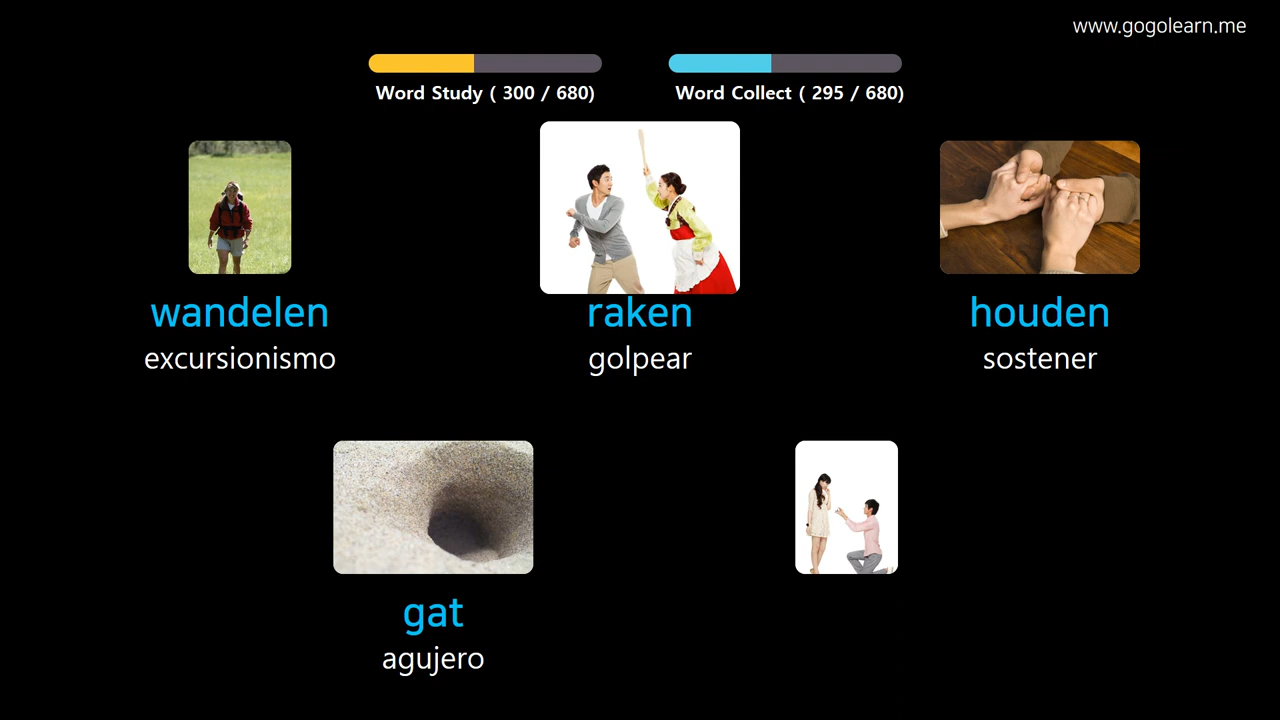 www.gogolearn.me
Word Study ( 300 / 680)
Word Collect ( 295 / 680)
wandelen
excursionismo
raken
golpear
houden
sostener
gat
agujero